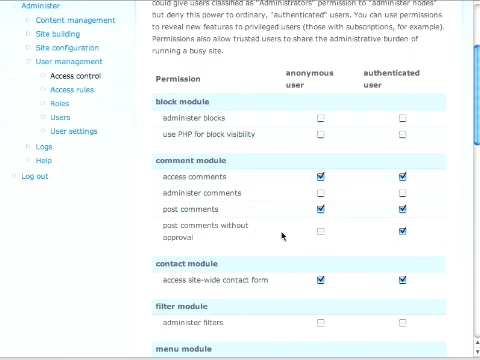 Administer
Content management
Site building
Site configuration
User management
Access control
Access rules
Roles
Users
User settings
Logs
Help
Log out
could give users classified as "Administrators" permission to "administer nodes"
but deny this power to ordinary, "authenticated" users. You can use permissions
to reveal new features to privileged users (those with subscriptions, for example).
Permissions also allow trusted users to share the administrative burden of
running a busy site.
Permission
anonymous
user
authenticated
user
block module
administer blocks
use PHP for block visibility
comment module
access comments
administer comments
post comments
post comments without
approval
contact module
access site-wide contact form
filter module
administer filters
menu module